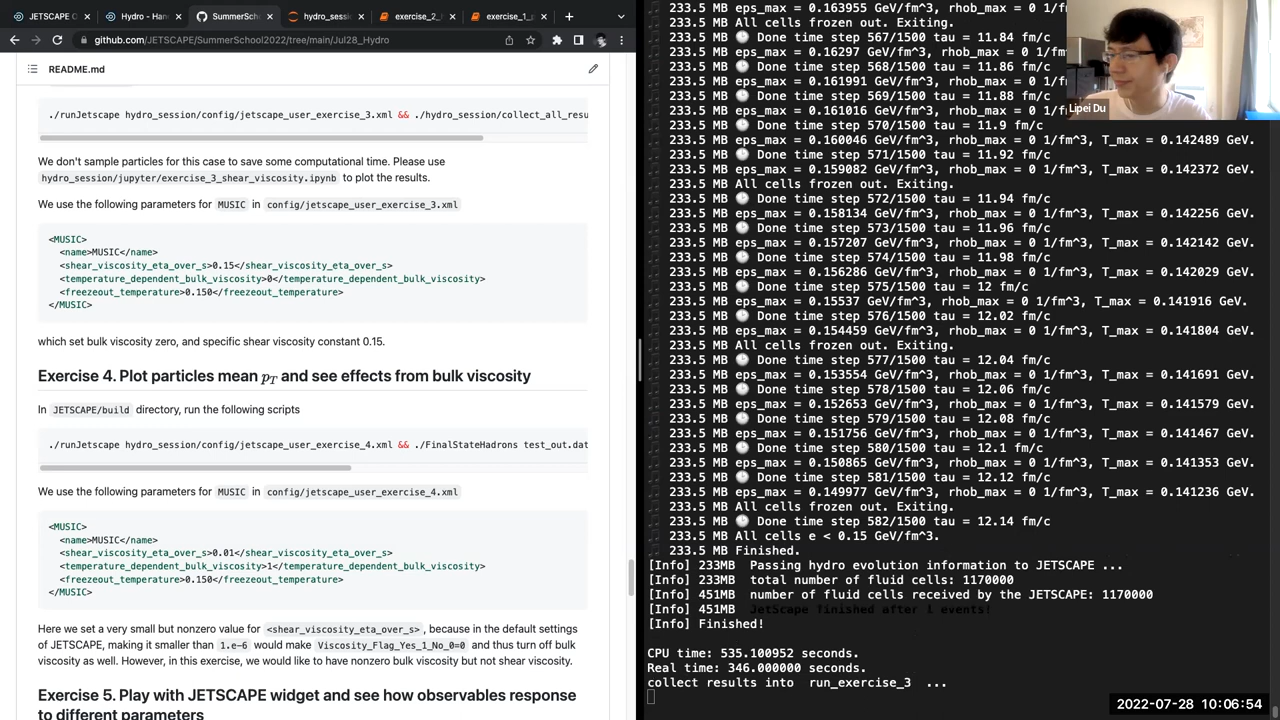 JETSCAPE C
Hydro - Han
SummerSch
hydro_sessi
exercise_2_
exercise_1_p
github.com/JETSCAPE/SummerSchool2022/tree/main/Jul28_Hydro
README.md
./runJetscape hydro_session/config/jetscape_user_exercise_3.xml && ./hydro_session/collect_all_resu
We don't sample particles for this case to save some computational time. Please use
hydro_session/jupyter/exercise_3_shear_viscosity.ipynb to plot the results.
We use the following parameters for MUSIC in config/jetscape_user_exercise_3.xml
<MUSIC>
<name>MUSIC</name>
<shear_viscosity_eta_over_s>0.15</shear_viscosity_eta_over_s>
<temperature_dependent_bulk_viscosity>0</temperature_dependent_bulk_viscosity>
<freezeout_temperature>0.150</freezeout_temperature>
</MUSIC>
which set bulk viscosity zero, and specific shear viscosity constant 0.15.
Exercise 4. Plot particles mean pT and see effects from bulk viscosity
In JETSCAPE/build directory, run the following scripts
./runJetscape hydro_session/config/jetscape_user_exercise_4.xml && ./FinalStateHadrons test_out.dat
We use the following parameters for MUSIC in config/jetscape_user_exercise_4.xml
<MUSIC>
<name>MUSIC</name>
<shear_viscosity_eta_over_s>0.01</shear_viscosity_eta_over_s>
<temperature_dependent_bulk_viscosity>1</temperature_dependent_bulk_viscosity>
<freezeout_temperature>0.150</freezeout_temperature>
</MUSIC>
Here we set a very small but nonzero value for <shear_viscosity_eta_over_s>, because in the default settings
of JETSCAPE, making it smaller than 1.e-6 would make Viscosity_Flag_Yes_1_No_0=0 and thus turn off bulk
viscosity as well. However, in this exercise, we would like to have nonzero bulk viscosity but not shear viscosity.
Exercise 5. Play with JETSCAPE widget and see how observables response
to different parameters
233.5 MB eps_max = 0.163955 GeV/fm^3, rhob_max = 0 1/f
233.5 MB All cells frozen out. Exiting.
233.5 MB Done time step 567/1500 tau = 11.84 fm/c
233.5 MB eps_max = 0.16297 GeV/fm^3, rhob_max = 0 1/fm
233.5 MB Done time step 568/1500 tau = 11.86 fm/c
233.5 MB eps_max = 0.161991 GeV/fm^3, rhob_max = 0 1/f
233.5 MB Done time step 569/1500 tau = 11.88 fm/c
233.5 MB eps_max = 0.161016 GeV/fm^3, rhob_max = 0 1/f
233.5 MB Done time step 570/1500 tau = 11.9 fm/c
233.5 MB eps_max = 0.160046 GeV/fm^3, rhob_max = 0 1/fm^3, T_max = 0.142489 GeV.
233.5 MB Done time step 571/1500 tau = 11.92 fm/c
233.5 MB eps_max = 0.159082 GeV/fm^3, rhob_max = 0 1/fm^3, T_max = 0.142372 GeV.
233.5 MB All cells frozen out. Exiting.
233.5 MB Done time step 572/1500 tau = 11.94 fm/c
233.5 MB eps_max = 0.158134 GeV/fm^3, rhob_max = 0 1/fm^3, T_max = 0.142256 GeV.
233.5 MB Done time step 573/1500 tau = 11.96 fm/c
233.5 MB eps_max = 0.157207 GeV/fm^3, rhob_max = 0 1/fm^3, T_max = 0.142142 GeV.
233.5 MB Done time step 574/1500 tau = 11.98 fm/c
233.5 MB eps_max = 0.156286 GeV/fm^3, rhob_max = 0 1/fm^3, T_max = 0.142029 GeV.
233.5 MB Done time step 575/1500 tau = 12 fm/c
233.5 MB eps_max = 0.15537 GeV/fm^3, rhob_max = 0 1/fm^3, T_max = 0.141916 GeV.
233.5 MB Done time step 576/1500 tau = 12.02 fm/c
233.5 MB eps_max = 0.154459 GeV/fm^3, rhob_max = 0 1/fm^3, T_max = 0.141804 GeV.
233.5 MB All cells frozen out. Exiting.
233.5 MB Done time step 577/1500 tau = 12.04 fm/c
233.5 MB eps_max = 0.153554 GeV/fm^3, rhob_max = 0 1/fm^3, T_max = 0.141691 GeV.
233.5 MB Done time step 578/1500 tau = 12.06 fm/c
233.5 MB eps_max = 0.152653 GeV/fm^3, rhob_max = 0 1/fm^3, T_max = 0.141579 GeV.
233.5 MB Done time step 579/1500 tau = 12.08 fm/c
233.5 MB eps_max = 0.151756 GeV/fm^3, rhob_max = 0 1/fm^3, T_max = 0.141467 GeV.
233.5 MB Done time step 580/1500 tau = 12.1 fm/c
233.5 MB eps_max = 0.150865 GeV/fm^3, rhob_max = 0 1/fm^3, T_max = 0.141353 GeV.
233.5 MB Done time step 581/1500 tau = 12.12 fm/c
233.5 MB eps_max = 0.149977 GeV/fm^3, rhob_max = 0 1/fm^3, T_max = 0.141236 GeV.
233.5 MB All cells frozen out. Exiting.
233.5 MB Done time step 582/1500 tau = 12.14 fm/c
233.5 MB All cells e < 0.15 GeV/fm^3.
233.5 MB Finished.
[Info] 233MB Passing hydro evolution information to JETSCAPE ...
[Info] 233MB total number of fluid cells: 1170000
[Info] 451MB number of fluid cells received by the JETSCAPE: 1170000
[Info] 451MB JetScape finished after 1 events!
[Info] Finished!
CPU time: 535.100952 seconds.
Real time: 346.000000 seconds.
collect results into run_exercise_3 ...
Lipei Du
2022-07-28 10:06:54